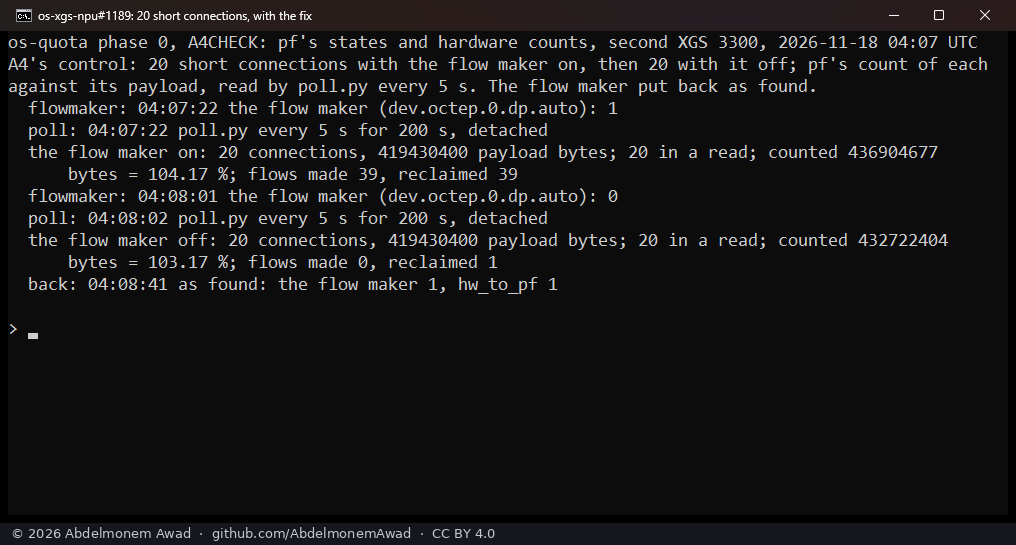 os-xgs-npu#1189: 20 short connections, with the fix
os-quota phase 0, A4CHECK: pf's states and hardware counts, second XGS 3300, 2026-11-18 04:07 UTC
A4's control: 20 short connections with the flow maker on, then 20 with it off; pf's count of each
against its payload, read by poll.py every 5 s. The flow maker put back as found.
flowmaker: 04:07:22 the flow maker (dev.octep.0.dp.auto): 1
poll: 04:07:22 poll.py every 5 s for 200 s, detached
the flow maker on: 20 connections, 419430400 payload bytes; 20 in a read; counted 436904677
bytes = 104.17 %; flows made 39, reclaimed 39
flowmaker: 04:08:01 the flow maker (dev.octep.0.dp.auto): 0
poll: 04:08:02 poll.py every 5 s for 200 s, detached
the flow maker off: 20 connections, 419430400 payload bytes; 20 in a read; counted 432722404
bytes = 103.17 %; flows made 0, reclaimed 1
back: 04:08:41 as found: the flow maker 1, hw_to_pf 1
>
© 2026 Abdelmonem Awad · github.com/AbdelmonemAwad · CC BY 4.0